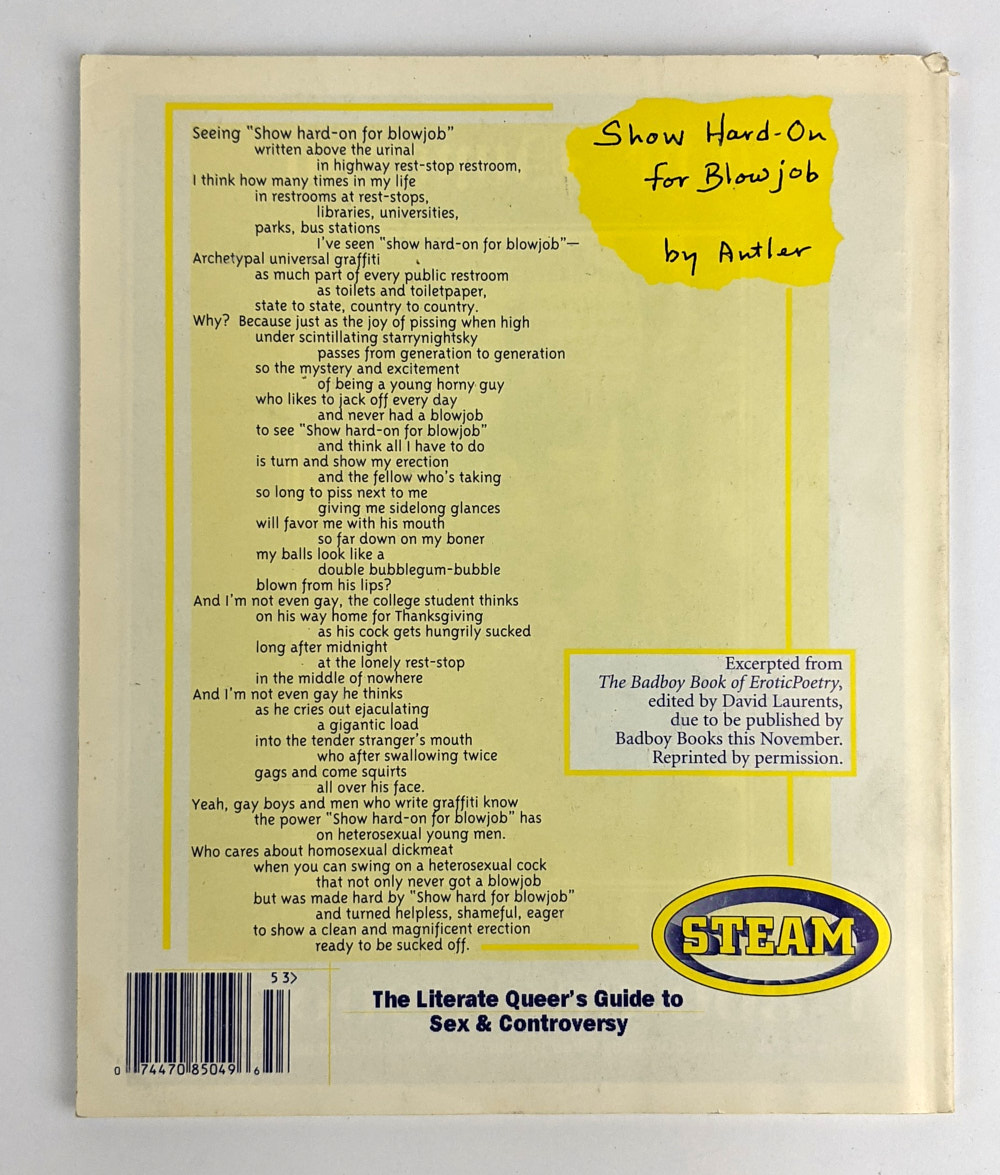 Show Hard-On
for Blowjob
by Antler
Seeing "Show hard-on for blowjob"
written above the urinal
in highway rest-stop restroom,
I think how many times in my life
in restrooms at rest-stops,
libraries, universities,
parks, bus stations
I've seen "show hard-on for blowjob"—
Archetypal universal graffiti
as much part of every public restroom
as toilets and toiletpaper,
state to state, country to country.
Why? Because just as the joy of pissing when high
under scintillating starrynightsky
passes from generation to generation
so the mystery and excitement
of being a young horny guy
who likes to jack off every day
and never had a blowjob
to see "Show hard-on for blowjob"
and think all I have to do
is turn and show my erection
and the fellow who's taking
so long to piss next to me
giving me sidelong glances
will favor me with his mouth
so far down on my boner
my balls look like a
double bubblegum-bubble
blown from his lips?
And I'm not even gay, the college student thinks
on his way home for Thanksgiving
as his cock gets hungrily sucked
long after midnight
at the lonely rest-stop
in the middle of nowhere
And I'm not even gay he thinks
as he cries out ejaculating
a gigantic load
into the tender stranger's mouth
who after swallowing twice
gags and come squirts
all over his face.
Yeah, gay boys and men who write graffiti know
the power "Show hard-on for blowjob" has
on heterosexual young men.
Who cares about homosexual dickmeat
when you can swing on a heterosexual cock
that not only never got a blowjob
but was made hard by "Show hard for blowjob"
and turned helpless, shameful, eager
to show a clean and magnificent erection
ready to be sucked off.
Excerpted from
The Badboy Book of EroticPoetry,
edited by David Laurents,
due to be published by
Badboy Books this November.
Reprinted by permission.
STEAM
The Literate Queer's Guide to
Sex & Controversy
5 3>
0 74470 85049 6